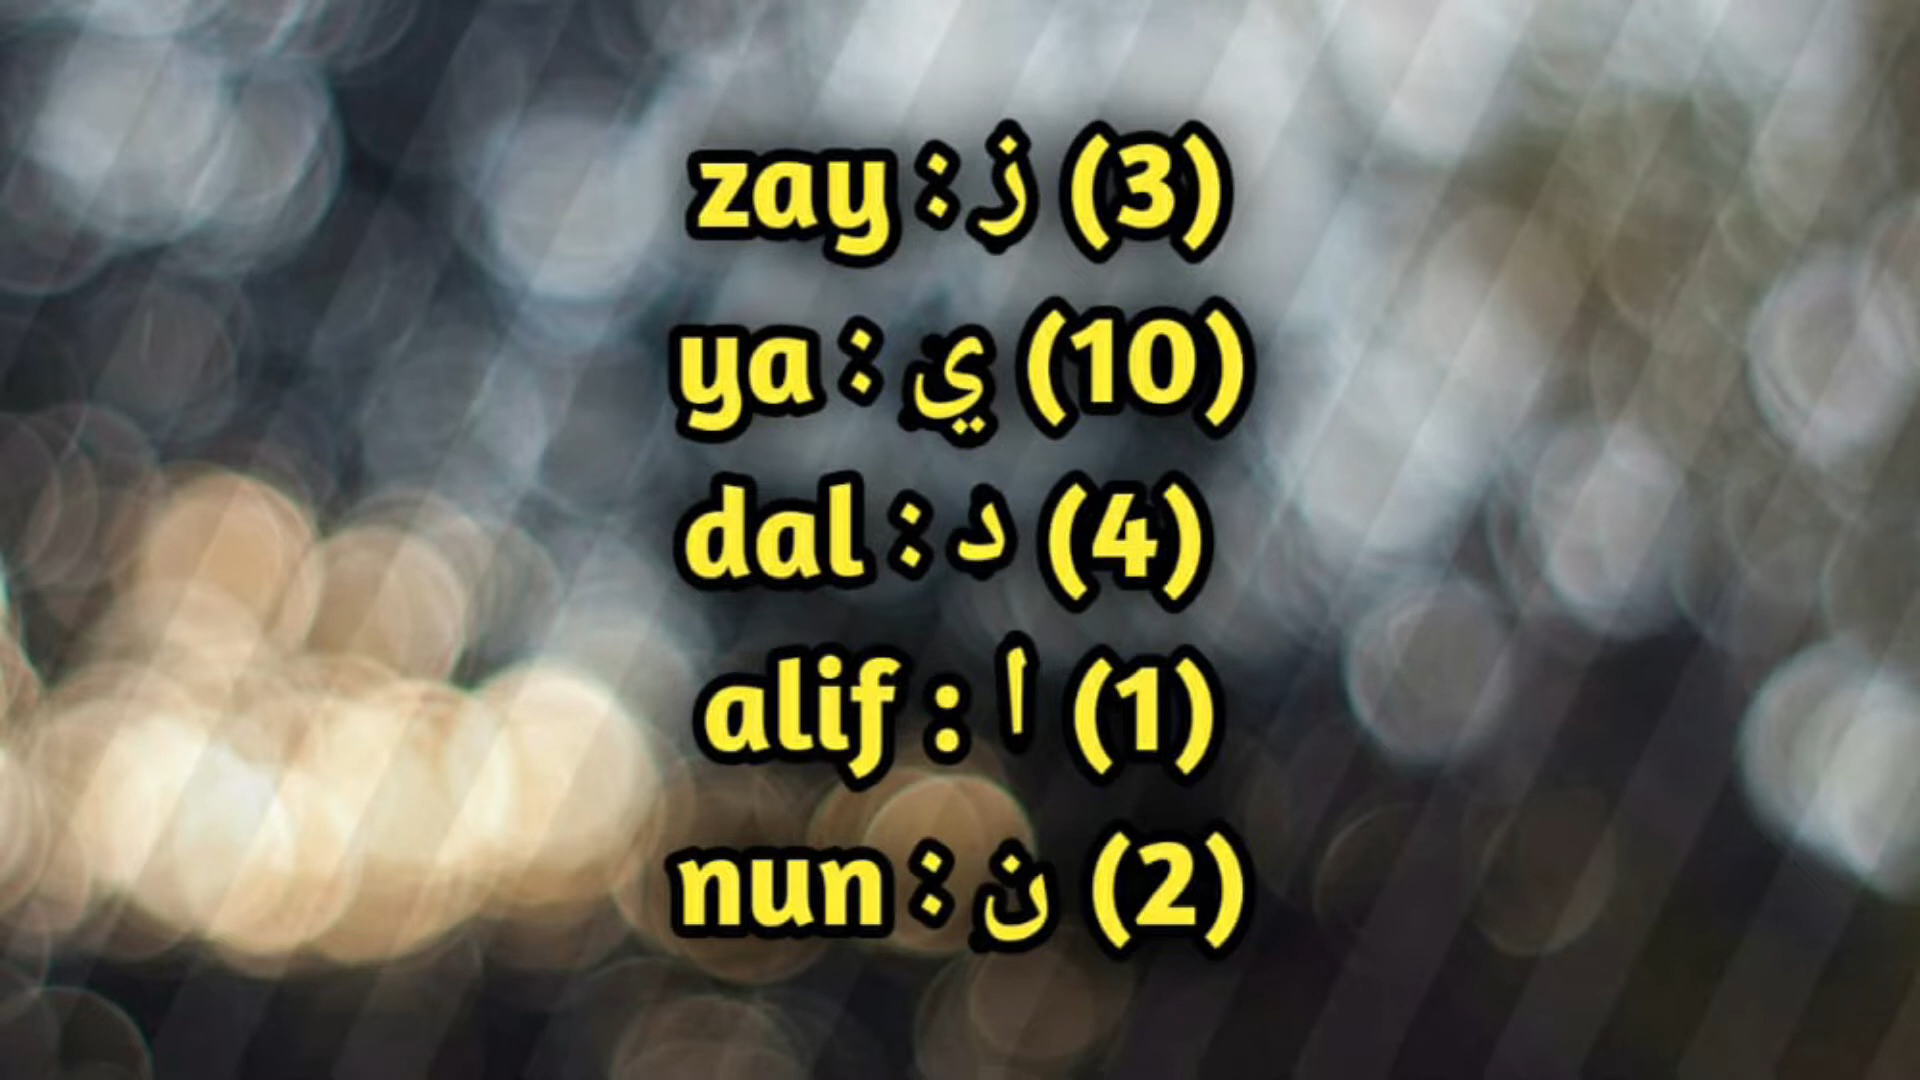 zay : ز (3)
ya : ي (10)
dal : د (4)
alif : ا (1)
nun : ن (2)